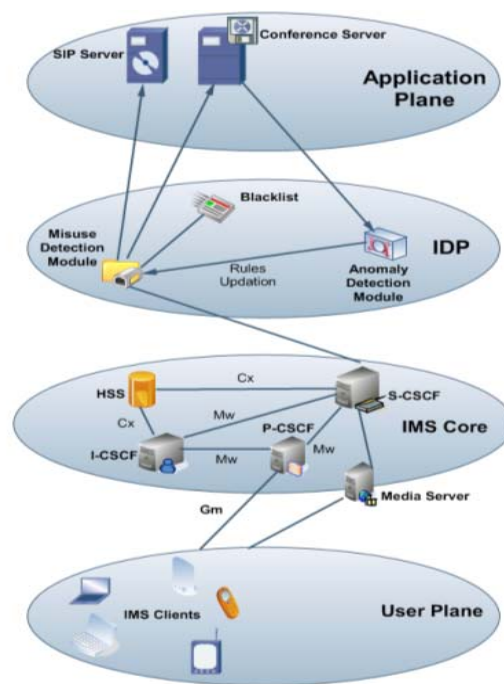 Conference Server
SIP Server
Application
Plane
Blacklist
Misuse
Detection
Module
IDP
Rules
Updation
Anomaly
Detection
Module
Cx
HSS
S-CSCF
Mw
Cx
P-CSCF
IMS Core
I-CSCF
Mw
Mw
Media Server
Gm
IMS Clients
User Plane